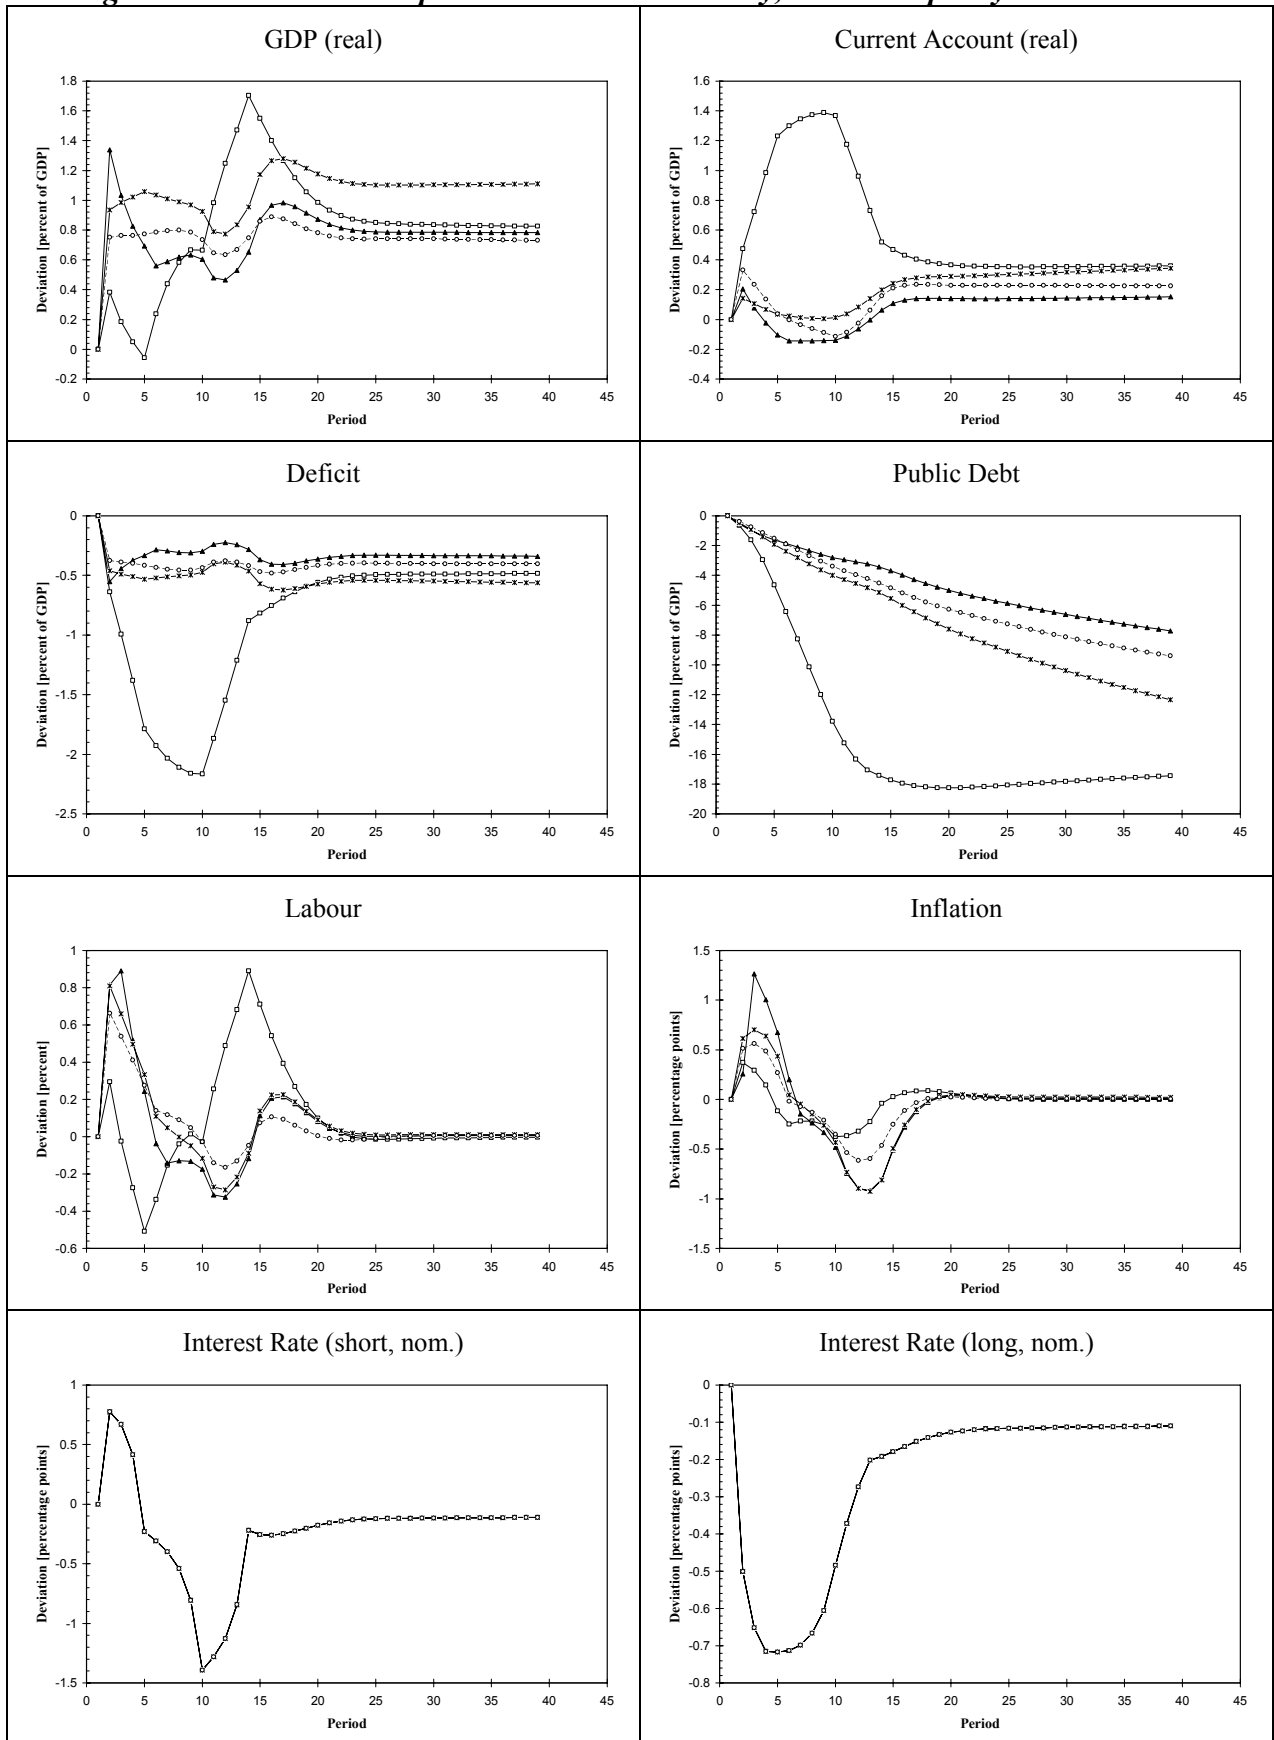 GDP (real)
Deviation [percent of GDP]
1.8
1.6
1.4
1.2
1
0.8
0.6
0.4
0.2
0
-0.2
0 5 10 15 20 25 30 35 40 45
Period
Current Account (real)
Deviation [percent of GDP]
1.6
1.4
1.2
1
0.8
0.6
0.4
0.2
0
-0.2
-0.4
0 5 10 15 20 25 30 35 40 45
Period
Deficit
Deviation [percent of GDP]
0
-0.5
-1
-1.5
-2
-2.5
0 5 10 15 20 25 30 35 40 45
Period
Public Debt
Deviation [percent of GDP]
0
-2
-4
-6
-8
-10
-12
-14
-16
-18
-20
0 5 10 15 20 25 30 35 40 45
Period
Labour
Deviation [percent]
1
0.8
0.6
0.4
0.2
0
-0.2
-0.4
-0.6
0 5 10 15 20 25 30 35 40 45
Period
Inflation
Deviation [percentage points]
1.5
1
0.5
0
-0.5
-1
-1.5
0 5 10 15 20 25 30 35 40 45
Period
Interest Rate (short, nom.)
Deviation [percentage points]
1
0.5
0
-0.5
-1
-1.5
0 5 10 15 20 25 30 35 40 45
Period
Interest Rate (long, nom.)
Deviation [percentage points]
0
-0.1
-0.2
-0.3
-0.4
-0.5
-0.6
-0.7
-0.8
0 5 10 15 20 25 30 35 40 45
Period